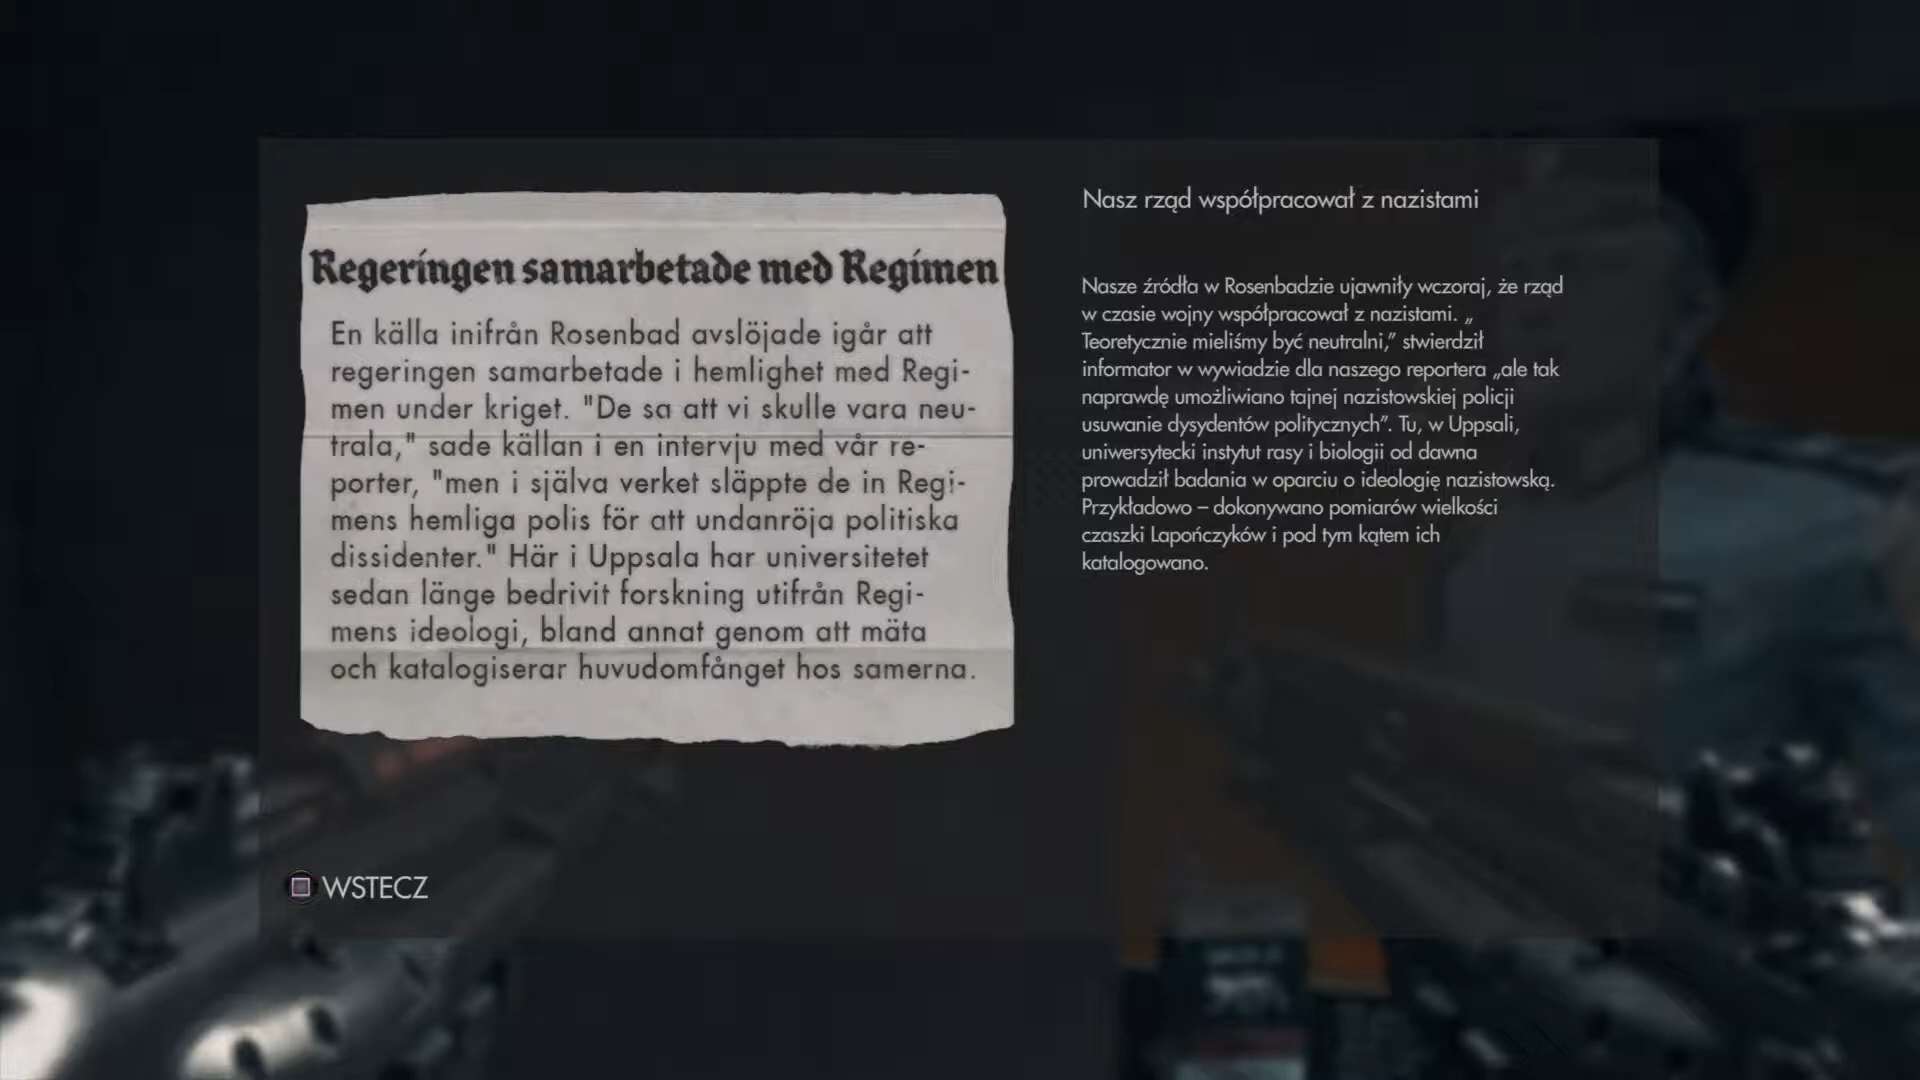 Regeringen samarbetade med Regimen
En källa inifrån Rosenbad avslöjade igår att
regeringen samarbetade i hemlighet med Regi-
men under kriget. "De sa att vi skulle vara neu-
trala," sade källan i en intervju med vår re-
porter, "men i själva verket släppte de in Regi-
mens hemliga polis för att undanröja politiska
dissidenter." Här i Uppsala har universitetet
sedan länge bedrivit forskning utifrån Regi-
mens ideologi, bland annat genom att mäta
och katalogiserar huvudomfånget hos samerna.
Nasz rząd współpracował z nazistami
Nasze źródła w Rosenbadzie ujawniły wczoraj, że rząd
w czasie wojny współpracował z nazistami. „
Teoretycznie mieliśmy być neutralni,” stwierdził
informator w wywiadzie dla naszego reportera „ale tak
naprawdę umożliwiano tajnej nazistowskiej policji
usuwanie dysydentów politycznych”. Tu, w Uppsali,
uniwersytecki instytut rasy i biologii od dawna
prowadził badania w oparciu o ideologię nazistowską.
Przykładowo – dokonywano pomiarów wielkości
czaszki Lapończyków i pod tym kątem ich
katalogowano.
WSTECZ